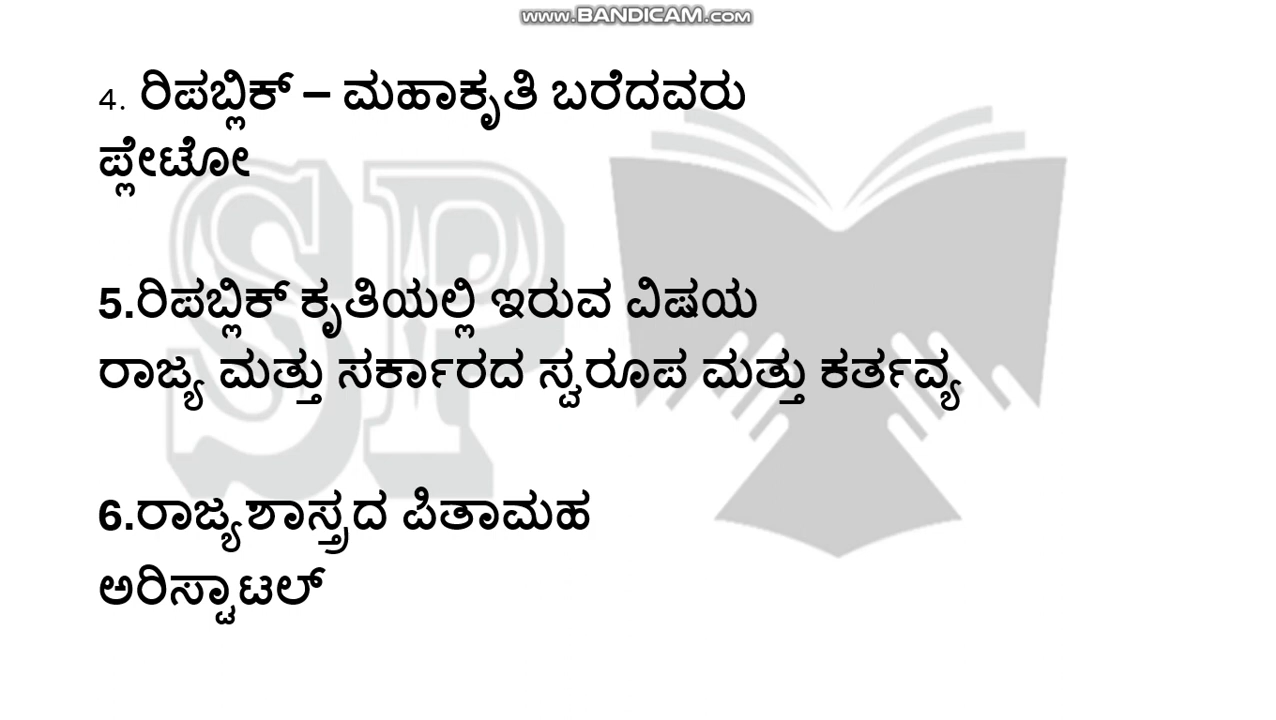 www.BANDICAM.com
4. ರಿಪಬ್ಲಿಕ್ – ಮಹಾಕೃತಿ ಬರೆದವರು
ಪ್ಲೇಟೋ
5.ರಿಪಬ್ಲಿಕ್ ಕೃತಿಯಲ್ಲಿ ಇರುವ ವಿಷಯ
ರಾಜ್ಯ ಮತ್ತು ಸರ್ಕಾರದ ಸ್ವರೂಪ ಮತ್ತು ಕರ್ತವ್ಯ
6.ರಾಜ್ಯಶಾಸ್ತ್ರದ ಪಿತಾಮಹ
ಅರಿಸ್ಟಾಟಲ್
SP